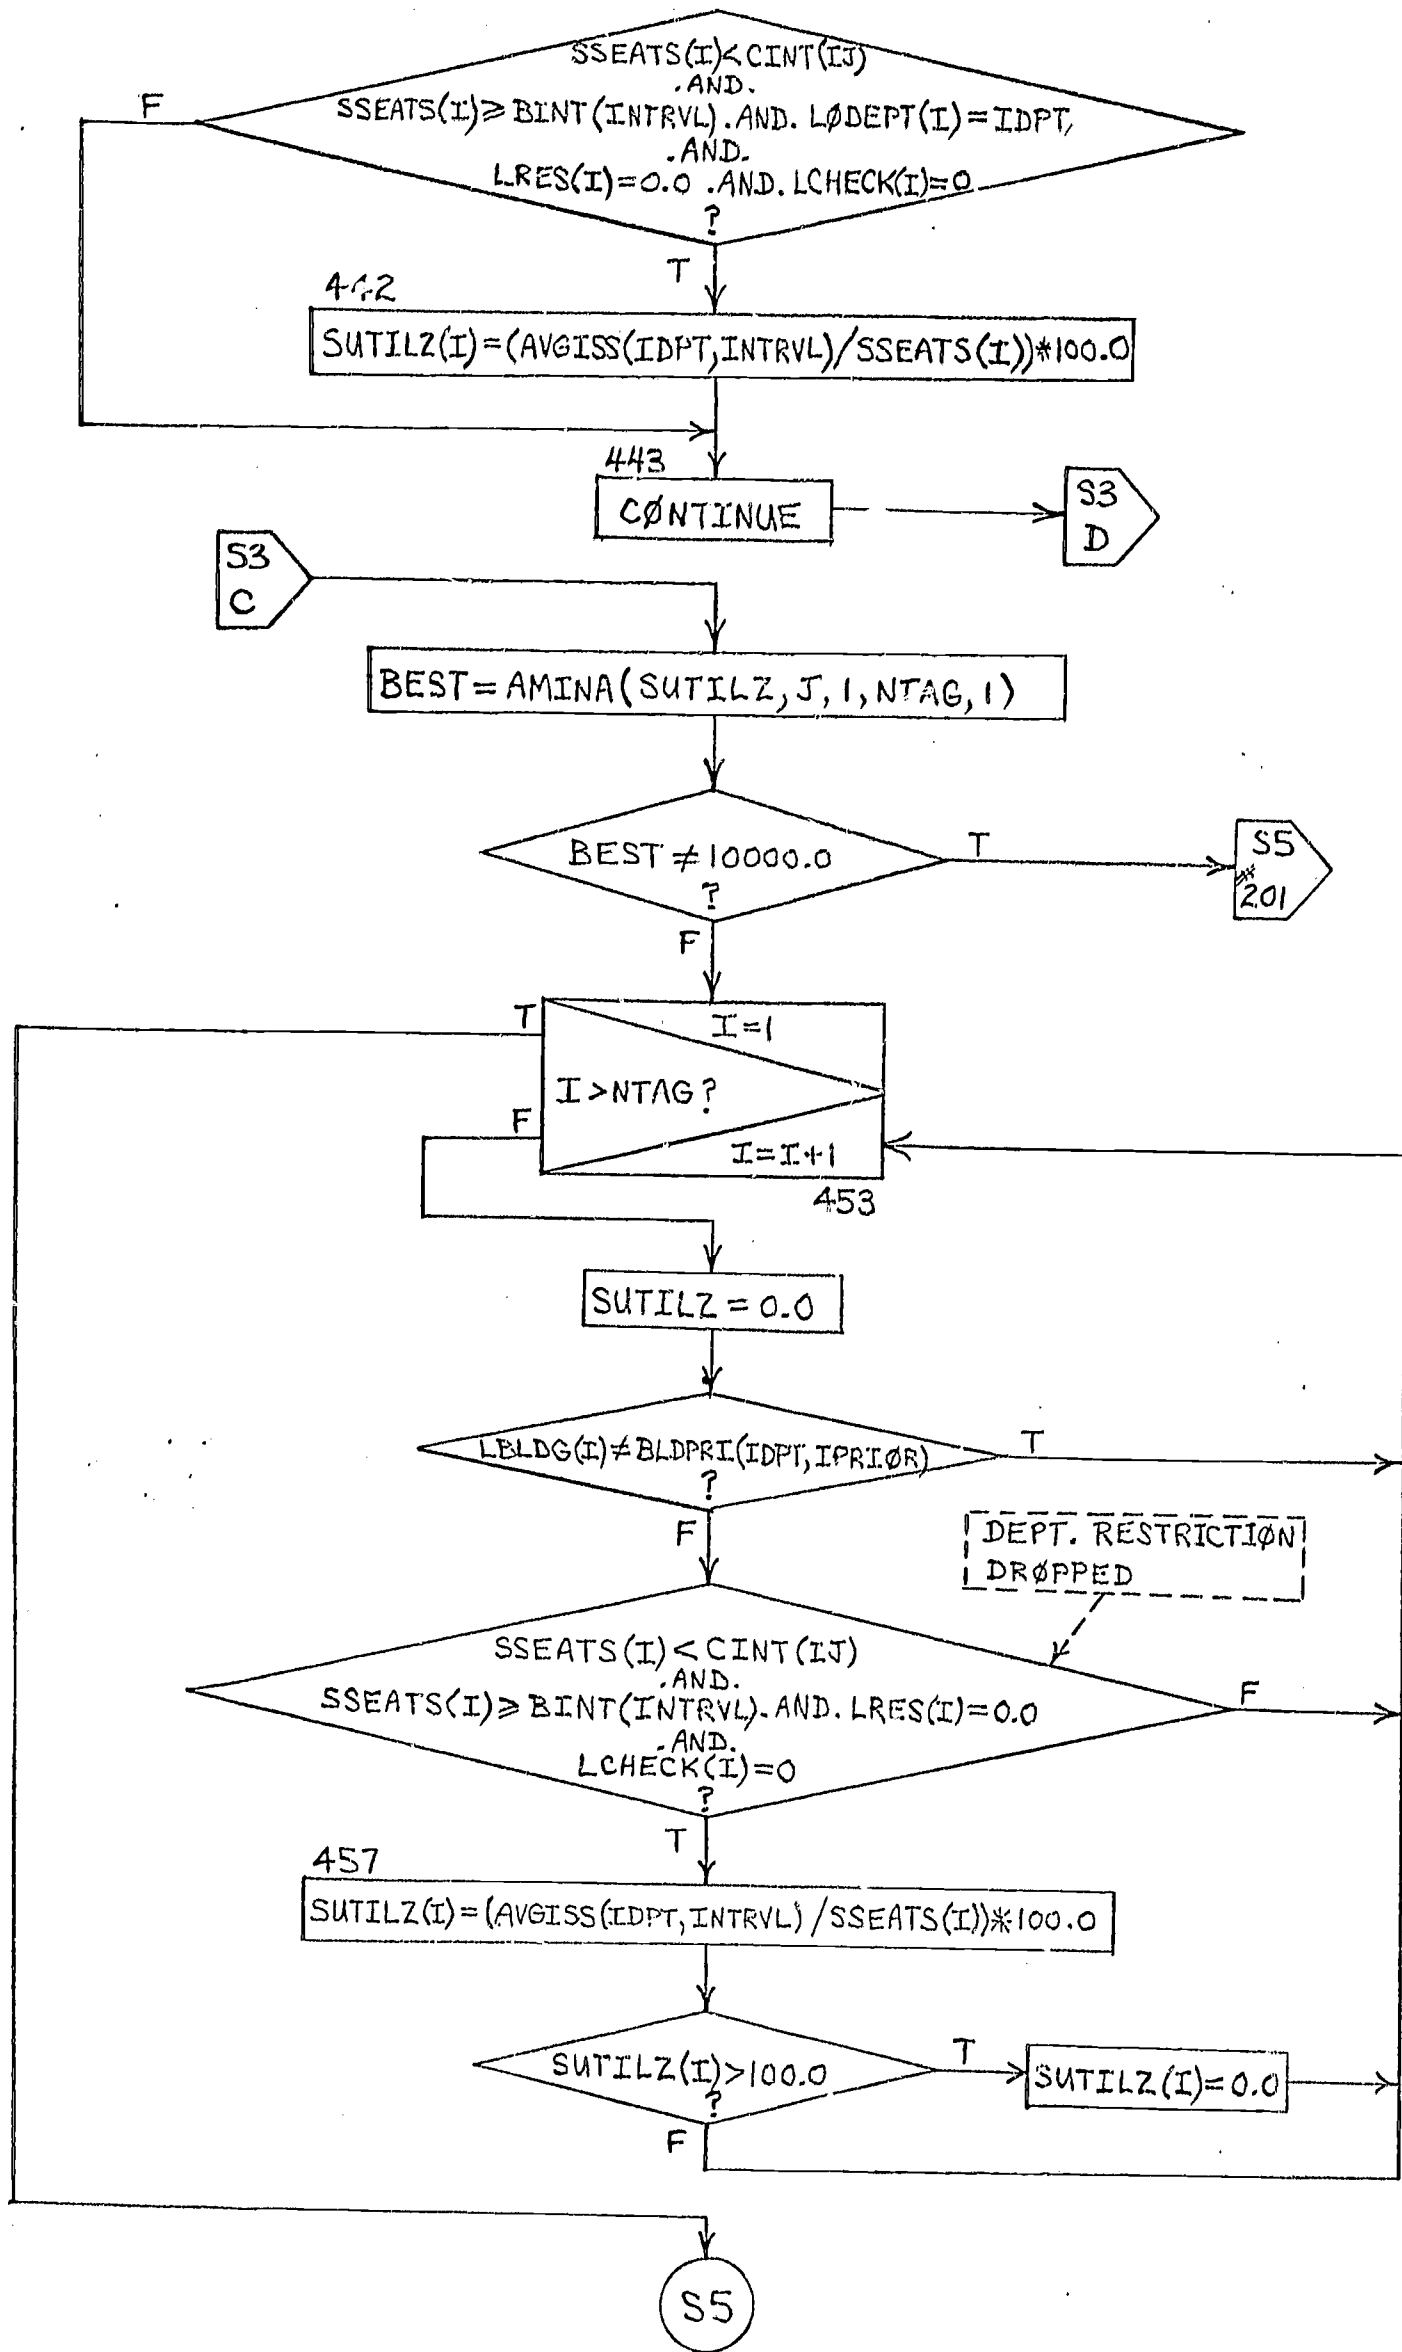 SSEATS(I)<CINT(IJ)
.AND.
SSEATS(I)≥BINT(INTRVL).AND. LØDEPT(I)=IDPT,
.AND.
LRES(I)=0.0 .AND. LCHECK(I)=0
?
F
T
442
SUTILZ(I)=(AVGISS(IDPT,INTRVL)/SSEATS(I))*100.0
443
CØNTINUE
S3
D
S3
C
BEST=AMINA(SUTILZ,J,1,NTAG,1)
BEST≠10000.0
?
T
S5
#
201
F
T
I=1
I>NTAG?
F
I=I+1
453
SUTILZ=0.0
LBLDG(I)≠BLDPRI(IDPT,IPRIØR)
?
T
F
DEPT. RESTRICTIØN
DRØPPED
SSEATS(I)<CINT(IJ)
.AND.
SSEATS(I)≥BINT(INTRVL).AND. LRES(I)=0.0
.AND.
LCHECK(I)=0
?
F
T
457
SUTILZ(I)=(AVGISS(IDPT,INTRVL)/SSEATS(I))*100.0
SUTILZ(I)>100.0
?
T
SUTILZ(I)=0.0
F
S5